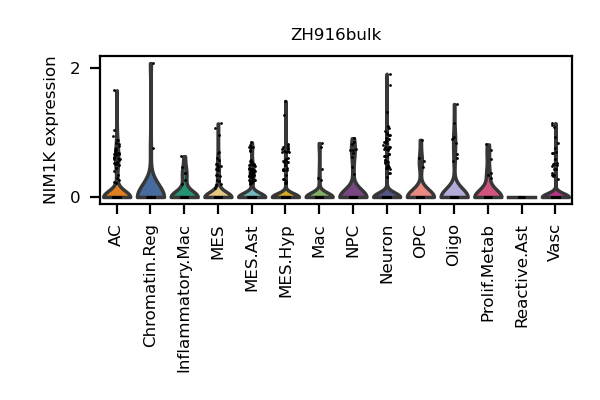 ZH916bulk
NIM1K expression
2
0
AC
Chromatin.Reg
Inflammatory.Mac
MES
MES.Ast
MES.Hyp
Mac
NPC
Neuron
OPC
Oligo
Prolif.Metab
Reactive.Ast
Vasc